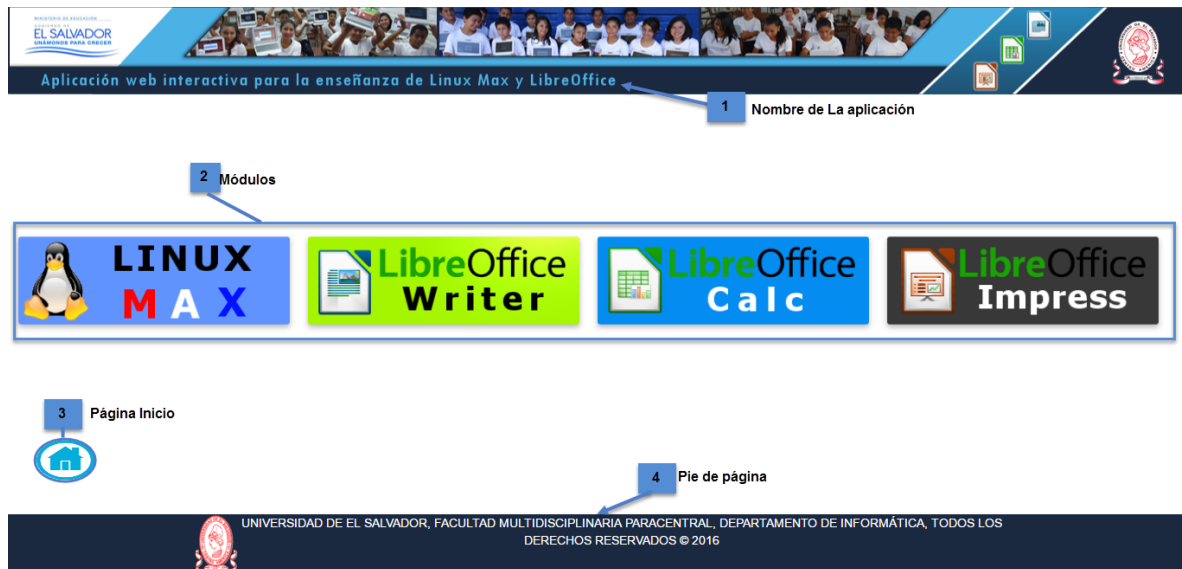 MINISTERIO DE EDUCACIÓN
GOBIERNO DE
EL SALVADOR
UNÁMONOS PARA CRECER
Aplicación web interactiva para la enseñanza de Linux Max y LibreOffice
1 Nombre de La aplicación
2 Módulos
LINUX
MAX
LibreOffice
Writer
LibreOffice
Calc
LibreOffice
Impress
3 Página Inicio
4 Pie de página
UNIVERSIDAD DE EL SALVADOR, FACULTAD MULTIDISCIPLINARIA PARACENTRAL, DEPARTAMENTO DE INFORMÁTICA, TODOS LOS
DERECHOS RESERVADOS © 2016